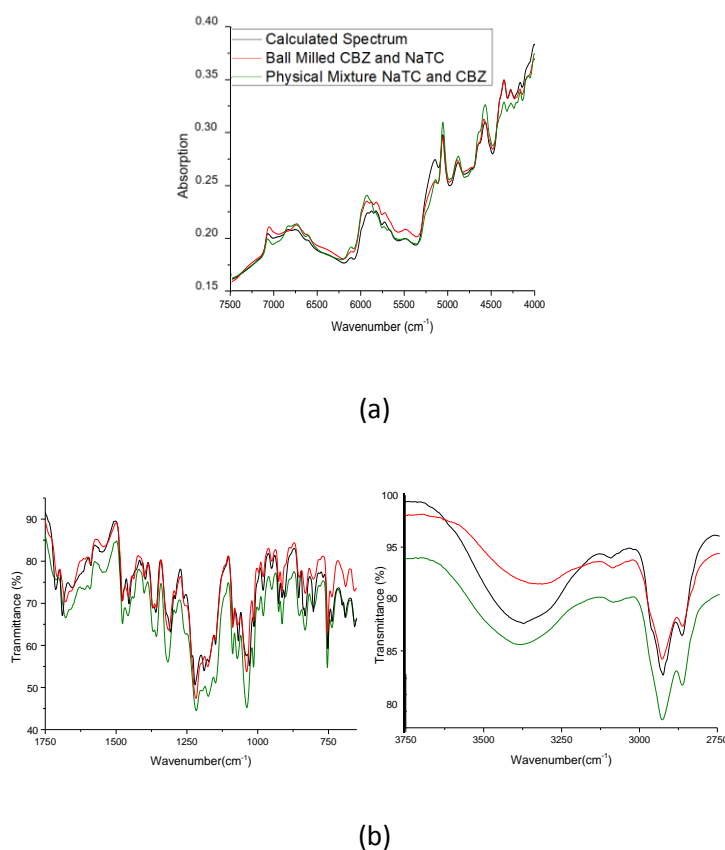 0.40
Calculated Spectrum
Ball Milled CBZ and NaTC
Physical Mixture NaTC and CBZ
0.35
0.30
Absorption
0.25
0.20
0.15
7500 7000 6500 6000 5500 5000 4500 4000
Wavenumber (cm⁻¹)
(a)
90
80
70
60
50
40
Tranmittance (%)
1750 1500 1250 1000 750
Wavenumber(cm⁻¹)
100
95
90
85
80
Transmittance (%)
3750 3500 3250 3000 2750
Wavenumber(cm⁻¹)
(b)